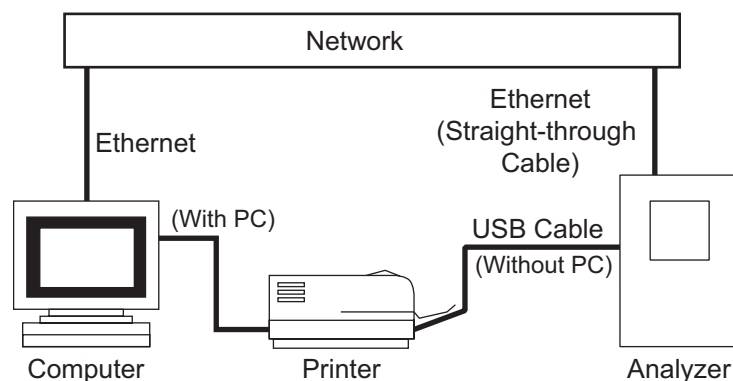 Network
Ethernet
Ethernet
(Straight-through
Cable)
(With PC)
USB Cable
(Without PC)
Computer
Printer
Analyzer